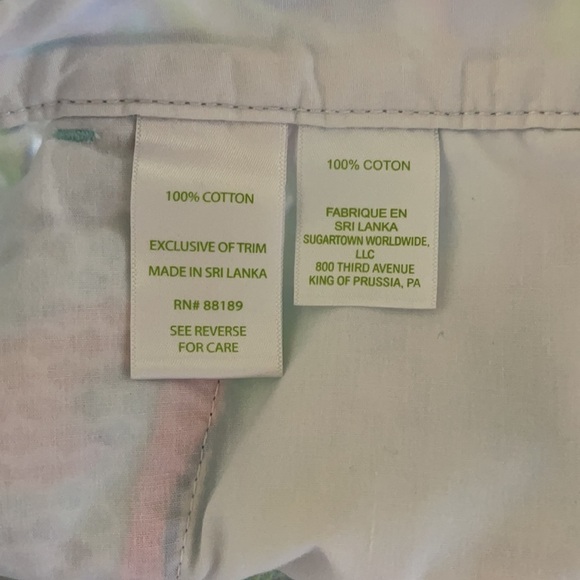 100% COTTON
EXCLUSIVE OF TRIM
MADE IN SRI LANKA
RN# 88189
SEE REVERSE
FOR CARE
100% COTON
FABRIQUE EN
SRI LANKA
SUGARTOWN WORLDWIDE,
LLC
800 THIRD AVENUE
KING OF PRUSSIA, PA